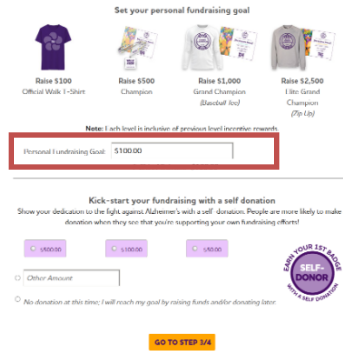 Set your personal fundraising goal
Raise $100
Official Walk T-Shirt
Raise $500
Champion
Raise $1,000
Grand Champion
(Baseball Tee)
Raise $2,500
Elite Grand
Champion
(Zip Up)
Note: Each level is inclusive of previous level incentive rewards.
Personal Fundraising Goal: $100.00
Kick-start your fundraising with a self donation
Show your dedication to the fight against Alzheimer's with a self-donation. People are more likely to make
donation when they see that you're supporting your own fundraising efforts!
$100.00
$50.00
Other Amount
No donation at this time; I will reach my goal by raising funds and/or donating later.
EARN YOUR 1ST BADGE
SELF-
DONOR
WITH A SELF DONATION
GO TO STEP 3/4